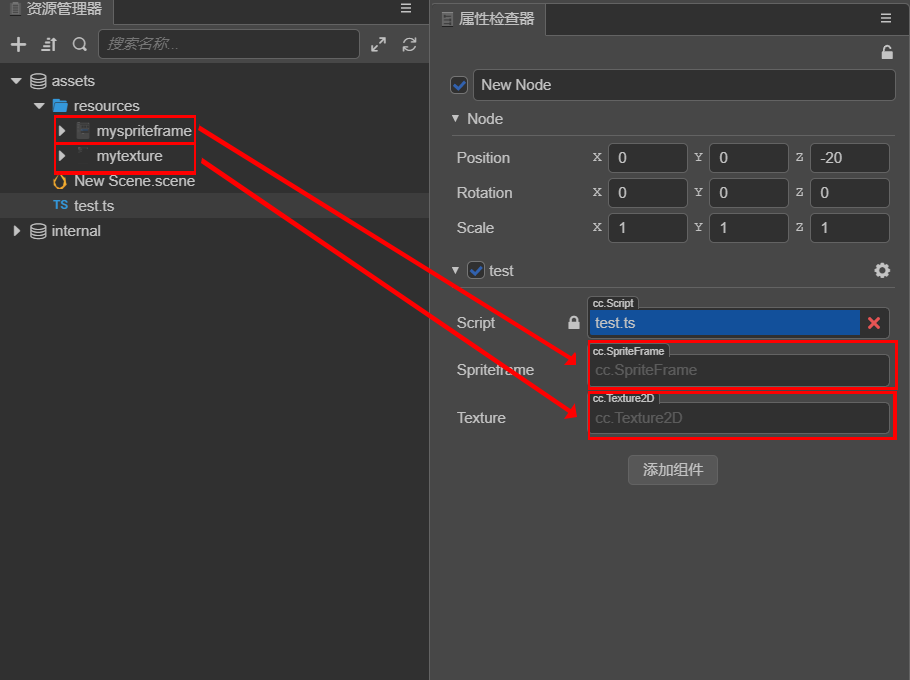 资源管理器
搜索名称...
assets
resources
myspriteframe
mytexture
New Scene.scene
TS test.ts
internal
属性检查器
New Node
Node
Position X 0 Y 0 Z -20
Rotation X 0 Y 0 Z 0
Scale X 1 Y 1 Z 1
test
cc.Script
Script test.ts
cc.SpriteFrame
Spriteframe cc.SpriteFrame
cc.Texture2D
Texture cc.Texture2D
添加组件